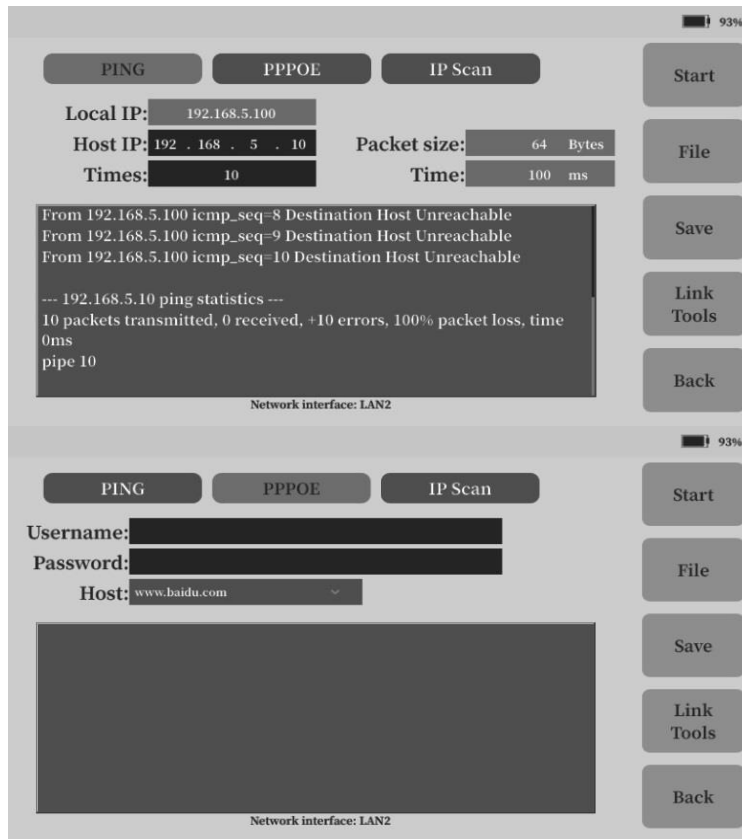 93%
PING PPPOE IP Scan
Start
Local IP: 192.168.5.100
Host IP: 192 . 168 . 5 . 10 Packet size: 64 Bytes
File
Times: 10 Time: 100 ms
From 192.168.5.100 icmp_seq=8 Destination Host Unreachable
From 192.168.5.100 icmp_seq=9 Destination Host Unreachable
From 192.168.5.100 icmp_seq=10 Destination Host Unreachable
Save
--- 192.168.5.10 ping statistics ---
10 packets transmitted, 0 received, +10 errors, 100% packet loss, time
0ms
pipe 10
Link
Tools
Back
Network interface: LAN2
93%
PING PPPOE IP Scan
Start
Username:
Password:
Host: www.baidu.com
File
Save
Link
Tools
Back
Network interface: LAN2